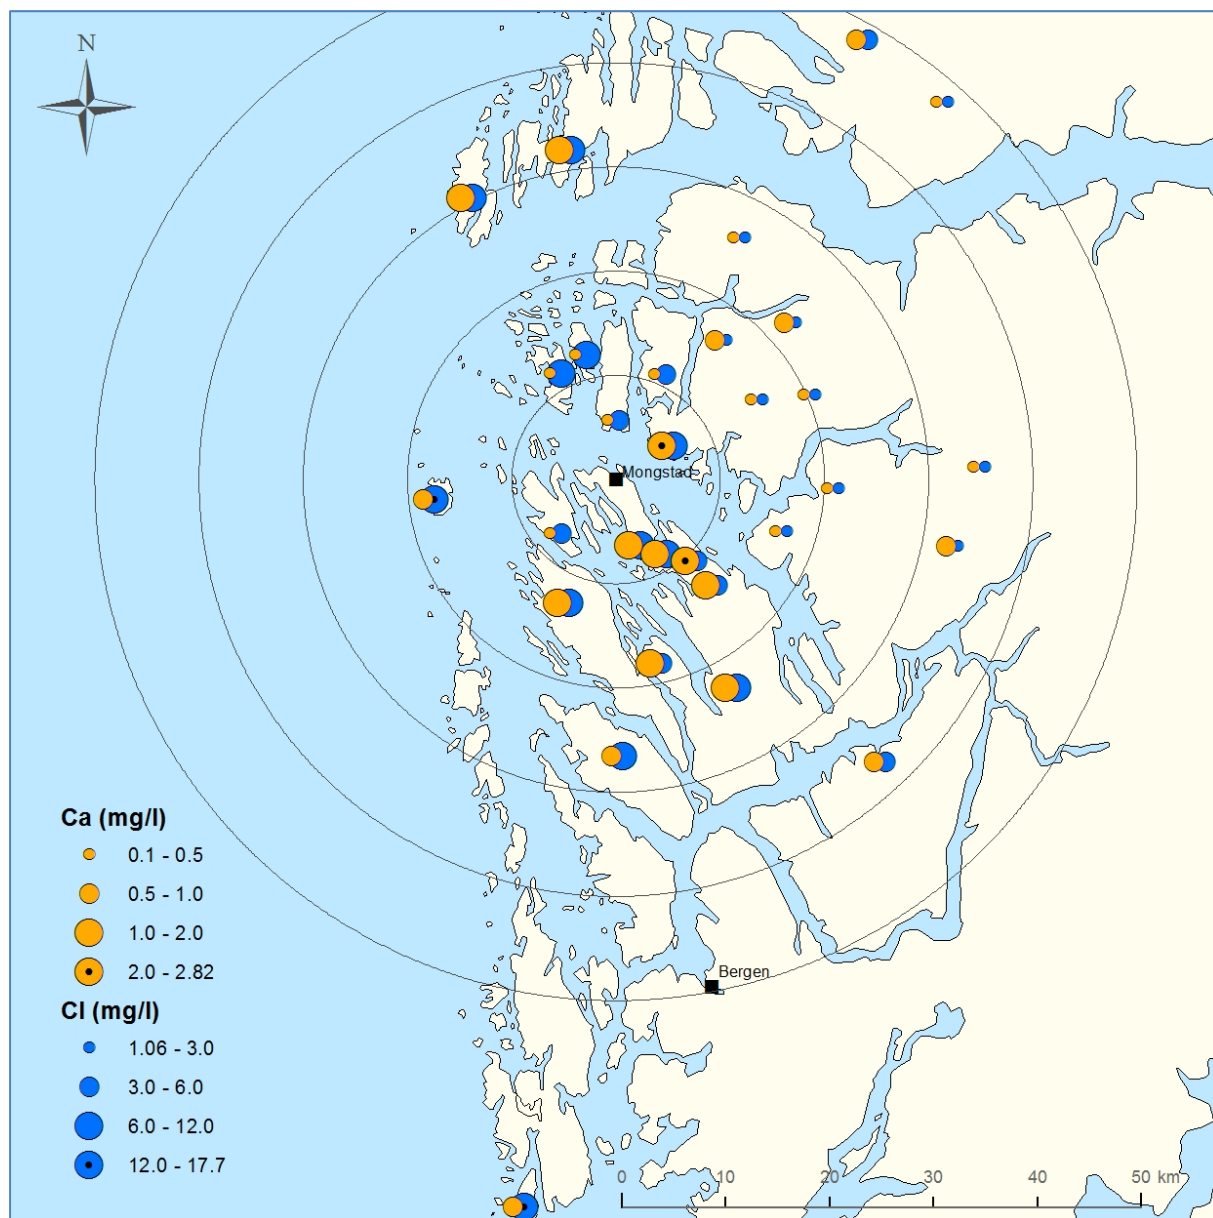 N
Mongstad
Ca (mg/l)
0.1 - 0.5
0.5 - 1.0
1.0 - 2.0
2.0 - 2.82
Cl (mg/l)
1.06 - 3.0
3.0 - 6.0
6.0 - 12.0
12.0 - 17.7
Bergen
0 10 20 30 40 50 km